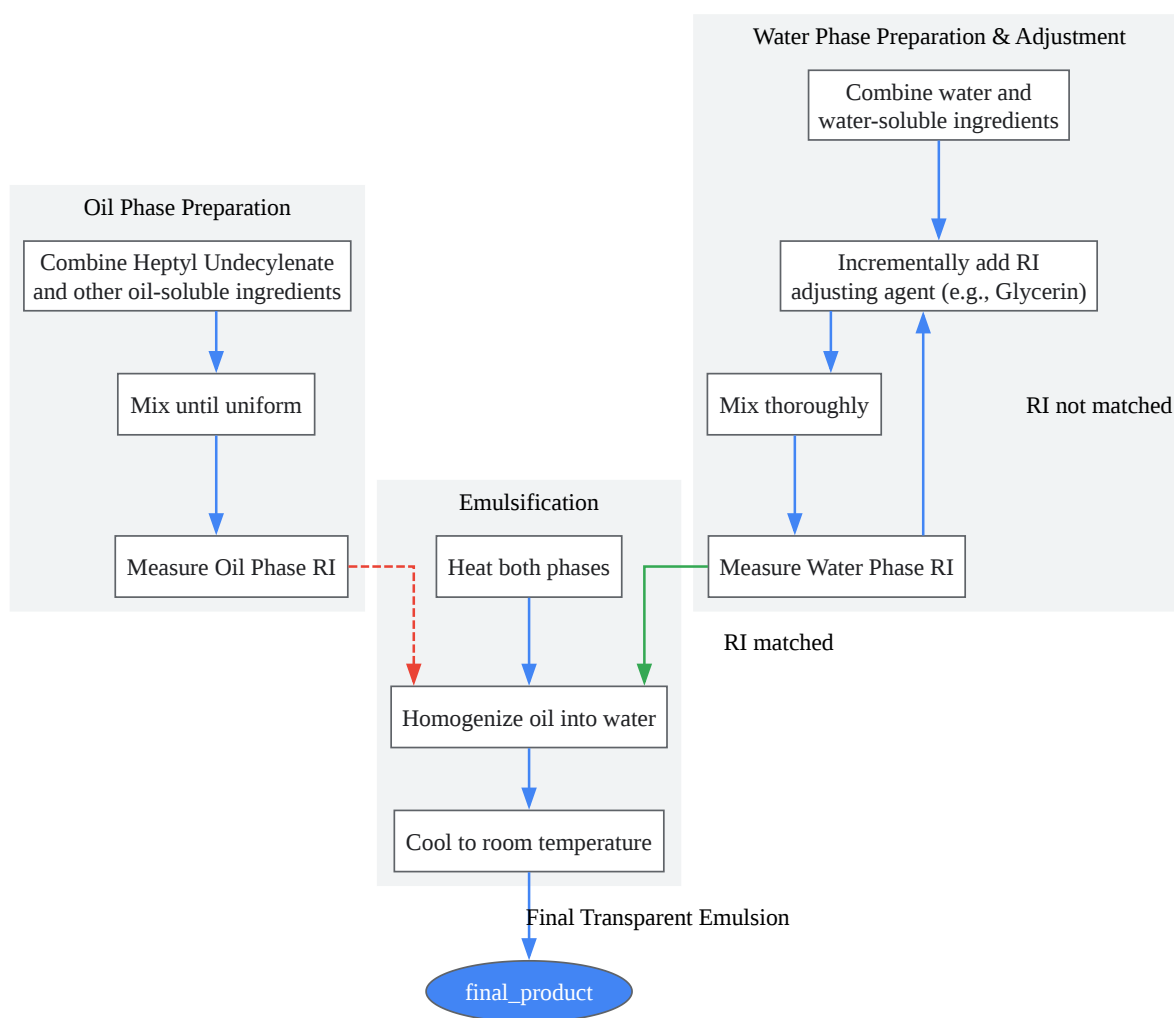 Water Phase Preparation & Adjustment
Combine water and
water-soluble ingredients
Oil Phase Preparation
Combine Heptyl Undecylenate
and other oil-soluble ingredients
Incrementally add RI
adjusting agent (e.g., Glycerin)
Mix until uniform
Mix thoroughly
RI not matched
Emulsification
Measure Oil Phase RI
Heat both phases
Measure Water Phase RI
RI matched
Homogenize oil into water
Cool to room temperature
Final Transparent Emulsion
final_product